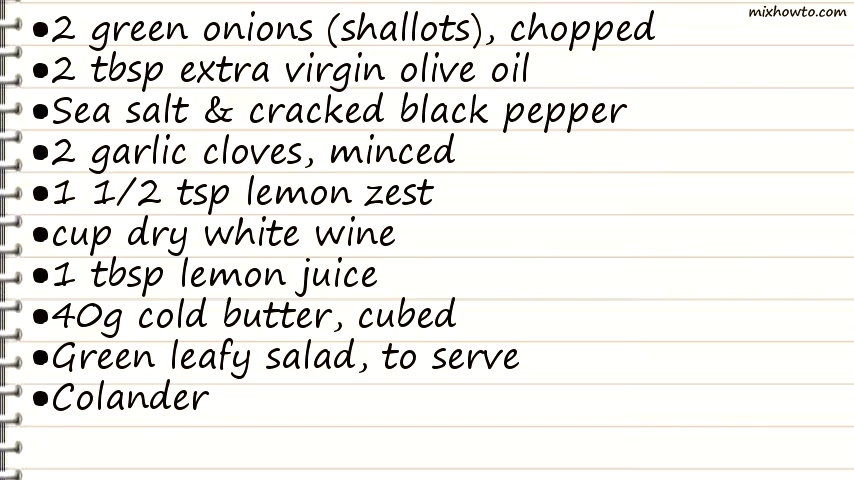 mixhowto.com
•2 green onions (shallots), chopped
•2 tbsp extra virgin olive oil
•Sea salt & cracked black pepper
•2 garlic cloves, minced
•1 1/2 tsp lemon zest
•cup dry white wine
•1 tbsp lemon juice
•40g cold butter, cubed
•Green leafy salad, to serve
•Colander